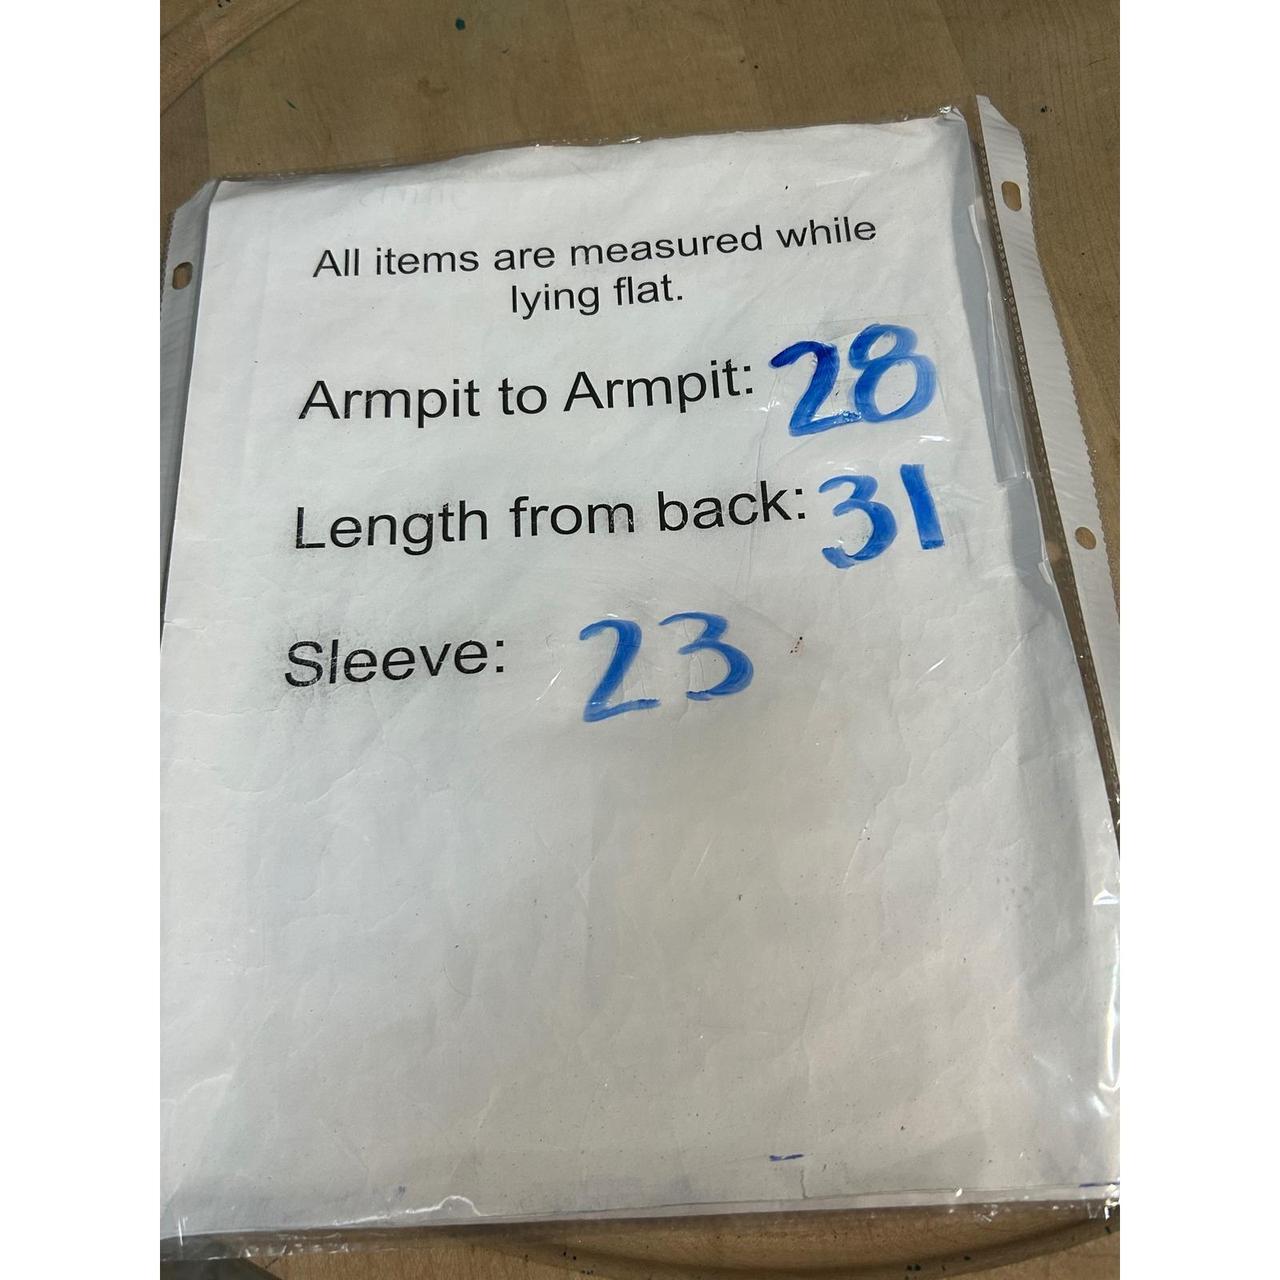 All items are measured while
lying flat.
Armpit to Armpit: 28
Length from back: 31
Sleeve: 23